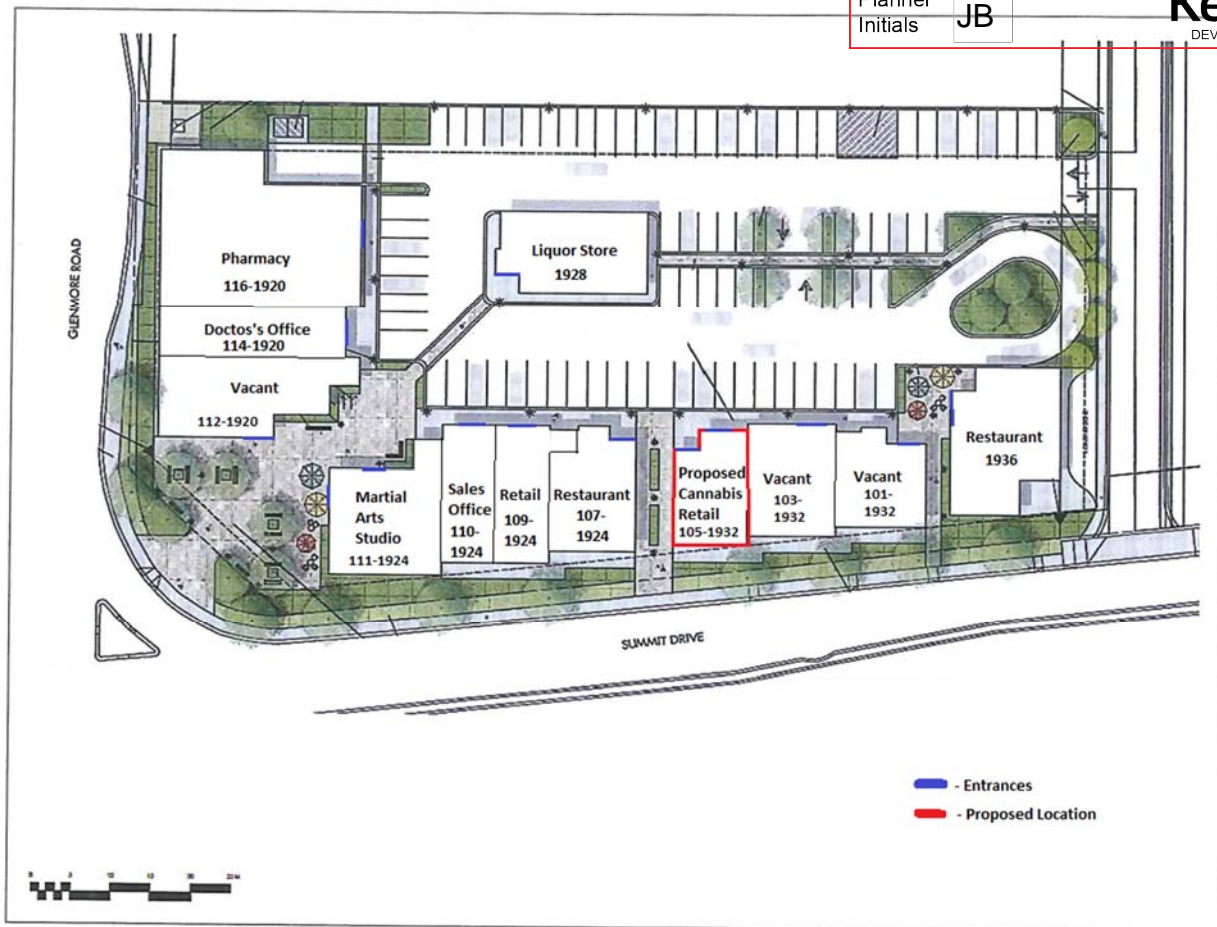 Planner
Initials
JB
Ke
DEV
GLENMORE ROAD
Pharmacy
116-1920
Doctos's Office
114-1920
Vacant
112-1920
Liquor Store
1928
Martial
Arts
Studio
111-1924
Sales
Office
110-
1924
Retail
109-
1924
Restaurant
107-
1924
Proposed
Cannabis
Retail
105-1932
Vacant
103-
1932
Vacant
101-
1932
Restaurant
1936
SUMMIT DRIVE
- Entrances
- Proposed Location